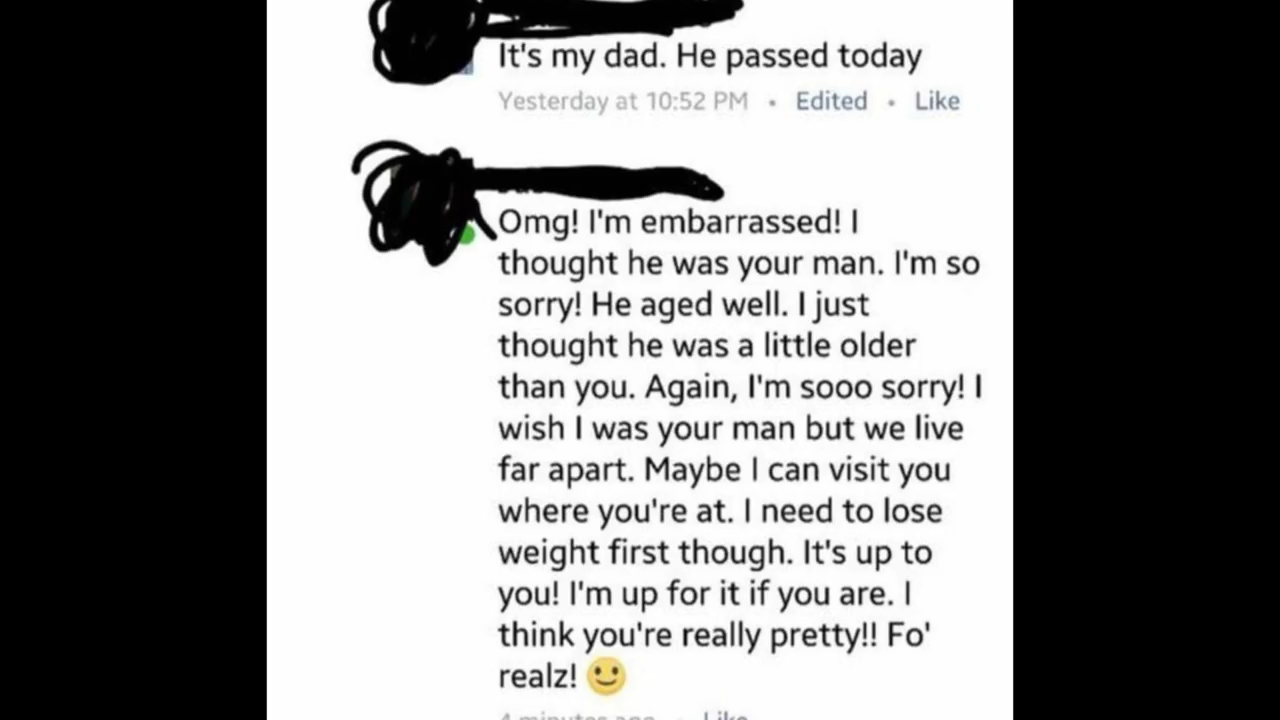 It's my dad. He passed today
Yesterday at 10:52 PM • Edited • Like
Omg! I'm embarrassed! I
thought he was your man. I'm so
sorry! He aged well. I just
thought he was a little older
than you. Again, I'm sooo sorry! I
wish I was your man but we live
far apart. Maybe I can visit you
where you're at. I need to lose
weight first though. It's up to
you! I'm up for it if you are. I
think you're really pretty!! Fo'
realz! 🙂
4 minutes ago • Like